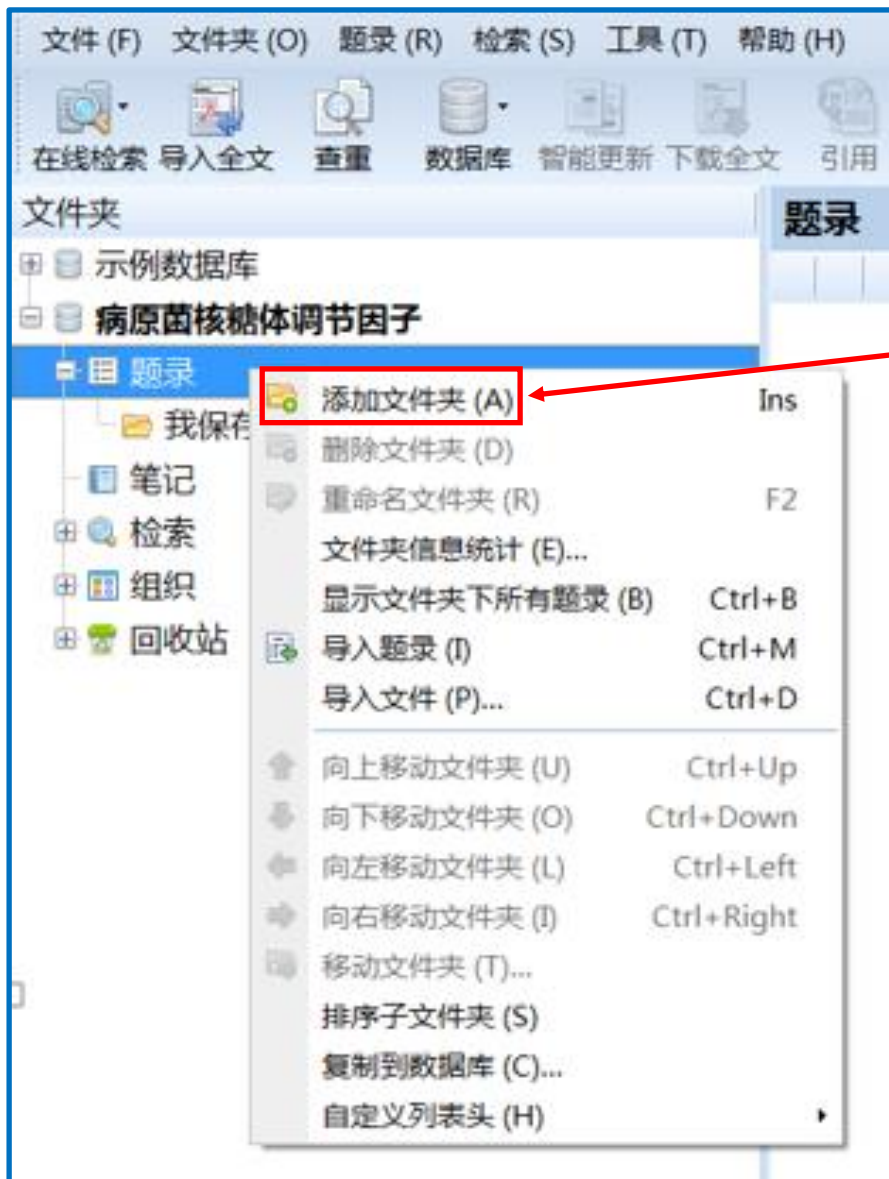 文件 (F) 文件夹 (O) 题录 (R) 检索 (S) 工具 (T) 帮助 (H)
在线检索 导入全文 查重 数据库 智能更新 下载全文 引用
文件夹
题录
示例数据库
病原菌核糖体调节因子
题录
我保存
笔记
检索
组织
回收站
添加文件夹 (A) Ins
删除文件夹 (D)
重命名文件夹 (R) F2
文件夹信息统计 (E)...
显示文件夹下所有题录 (B) Ctrl+B
导入题录 (I) Ctrl+M
导入文件 (P)... Ctrl+D
向上移动文件夹 (U) Ctrl+Up
向下移动文件夹 (O) Ctrl+Down
向左移动文件夹 (L) Ctrl+Left
向右移动文件夹 (I) Ctrl+Right
移动文件夹 (T)...
排序子文件夹 (S)
复制到数据库 (C)...
自定义列表头 (H)